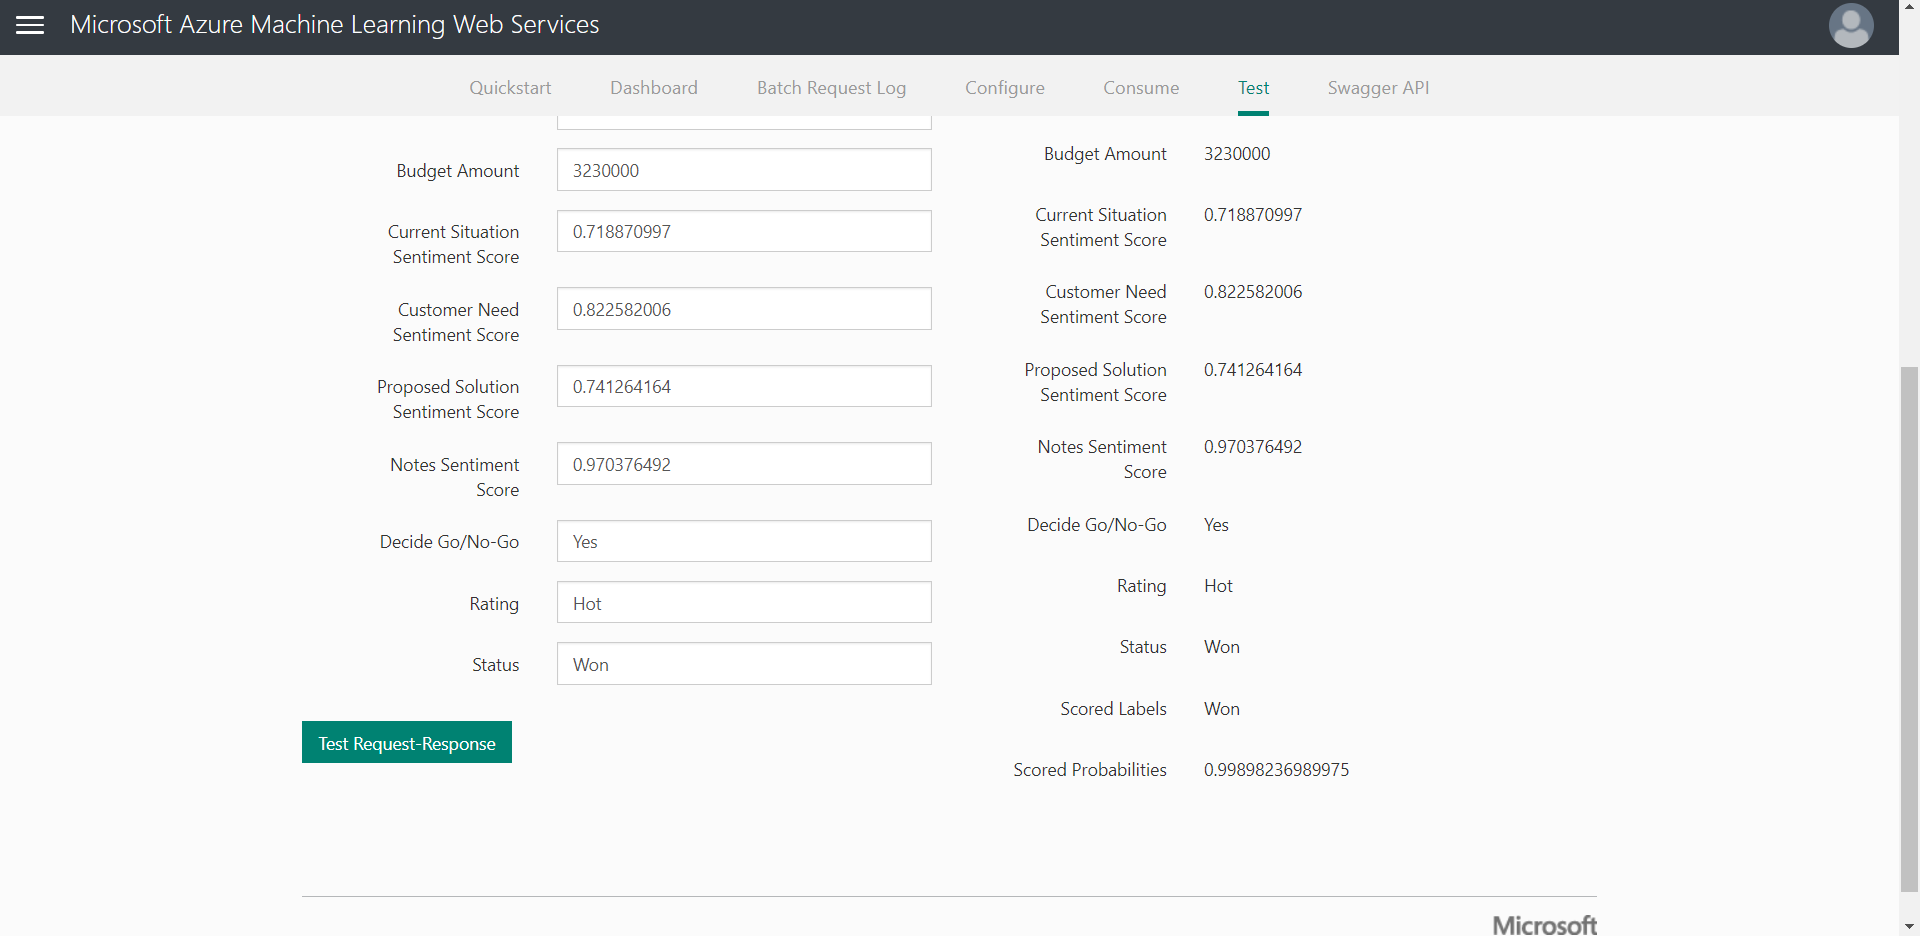 Microsoft Azure Machine Learning Web Services
Quickstart
Dashboard
Batch Request Log
Configure
Consume
Test
Swagger API
Budget Amount
3230000
Current Situation
Sentiment Score
0.718870997
Customer Need
Sentiment Score
0.822582006
Proposed Solution
Sentiment Score
0.741264164
Notes Sentiment
Score
0.970376492
Decide Go/No-Go
Yes
Rating
Hot
Status
Won
Test Request-Response
Budget Amount
3230000
Current Situation
Sentiment Score
0.718870997
Customer Need
Sentiment Score
0.822582006
Proposed Solution
Sentiment Score
0.741264164
Notes Sentiment
Score
0.970376492
Decide Go/No-Go
Yes
Rating
Hot
Status
Won
Scored Labels
Won
Scored Probabilities
0.99898236989975
Microsoft